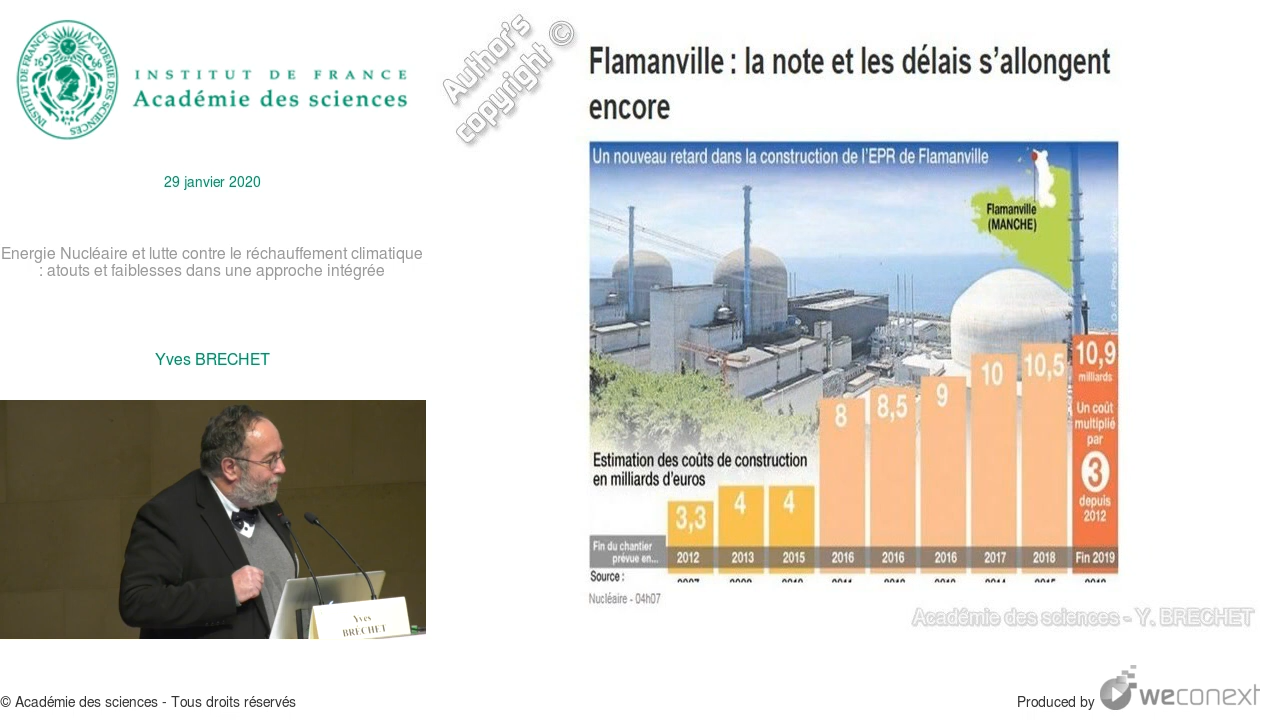 INSTITUT DE FRANCE
Académie des sciences
29 janvier 2020
Energie Nucléaire et lutte contre le réchauffement climatique
: atouts et faiblesses dans une approche intégrée
Yves BRECHET
Yves
BRECHET
Author's
copyright ©
Flamanville : la note et les délais s'allongent
encore
Un nouveau retard dans la construction de l'EPR de Flamanville
Flamanville
(MANCHE)
Estimation des coûts de construction
en milliards d'euros
3,3
4
4
8
8,5
9
10
10,5
10,9
milliards
Un coût
multiplié
par
3
depuis
2012
Fin du chantier
prévue en...
2012
2013
2015
2016
2016
2016
2017
2018
Fin 2019
Source :
Nucléaire - 04h07
Académie des sciences - Y. BRECHET
© Académie des sciences - Tous droits réservés
Produced by
weconext